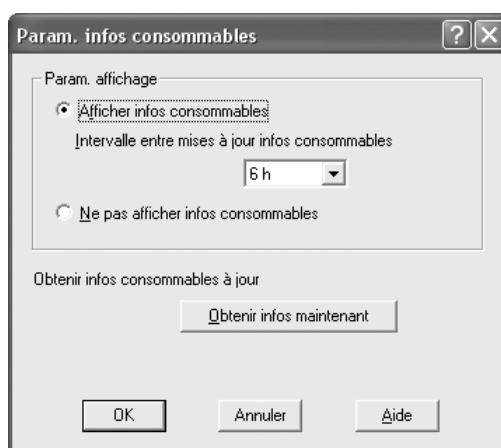 Param. infos consommables
Param. affichage
Afficher infos consommables
Intervalle entre mises à jour infos consommables
6 h
Ne pas afficher infos consommables
Obtenir infos consommables à jour
Obtenir infos maintenant
OK Annuler Aide